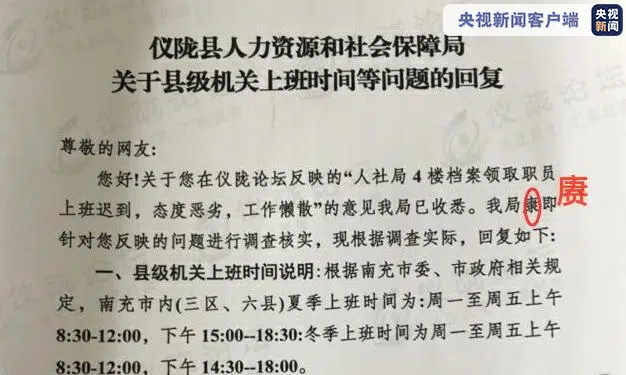 央视新闻客户端
央视新闻
仪陇县人力资源和社会保障局
关于县级机关上班时间等问题的回复
尊敬的网友:
您好!关于您在仪陇论坛反映的“人社局4楼档案领取职员
上班迟到，态度恶劣，工作懒散”的意见我局已收悉。我局康即
赓
针对您反映的问题进行调查核实，现根据调查实际，回复如下:
一、县级机关上班时间说明:根据南充市委、市政府相关规
定，南充市内(三区、六县)夏季上班时间为:周一至周五上午
8:30-12:00，下午15:00--18:30:冬季上班时间为周一至周五上午
8:30-12:00，下午14:30--18:00。